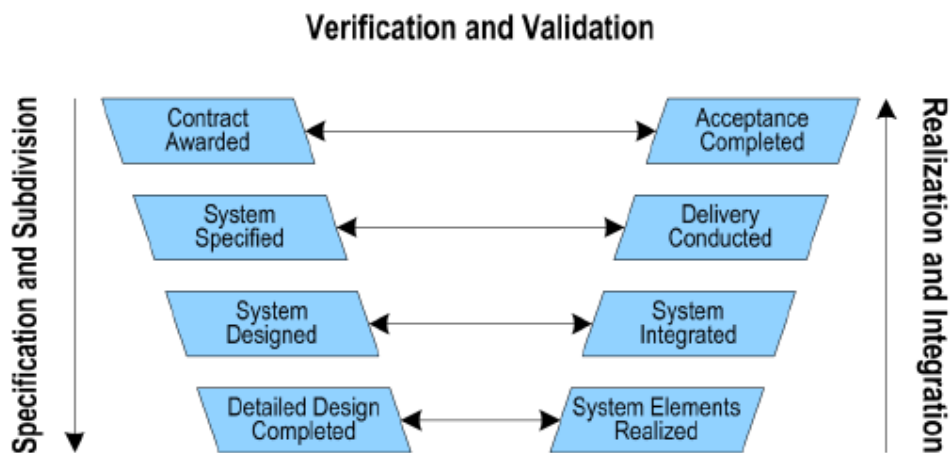 Verification and Validation
Specification and Subdivision
Contract
Awarded
Acceptance
Completed
System
Specified
Delivery
Conducted
System
Designed
System
Integrated
Detailed Design
Completed
System Elements
Realized
Realization and Integration